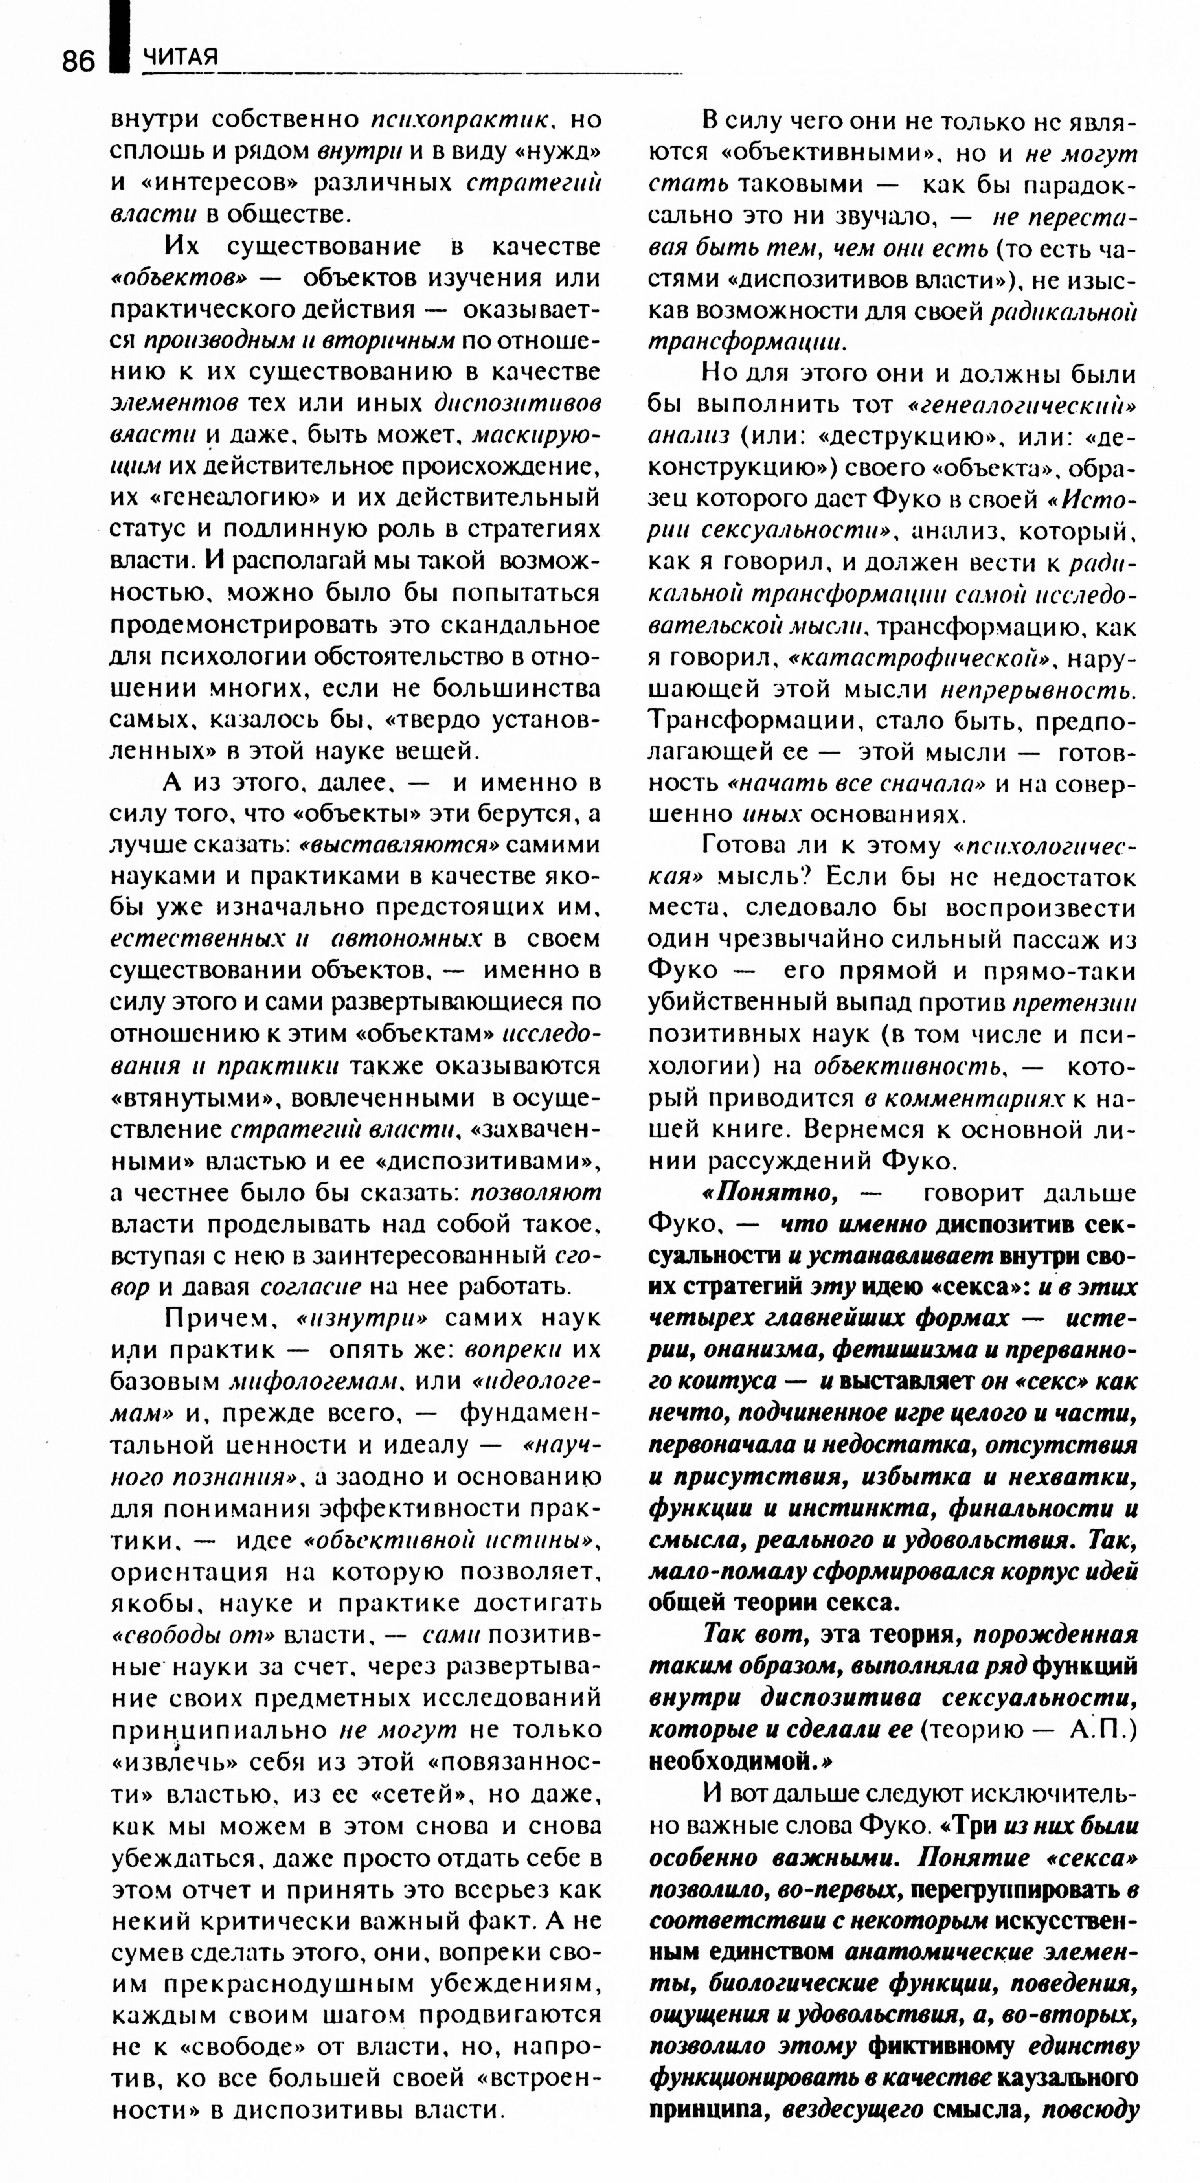 86
ЧИТАЯ
внутри собственно психопрактик, но
сплошь и рядом внутри и в виду «нужд»
и «интересов» различных стратегий
власти в обществе.
Их существование в качестве
«объектов» — объектов изучения или
практического действия — оказывает-
ся производным и вторичным по отноше-
нию к их существованию в качестве
элементов тех или иных диспозитивов
власти и даже, быть может, маскирую-
щим их действительное происхождение,
их «генеалогию» и их действительный
статус и подлинную роль в стратегиях
власти. И располагай мы такой возмож-
ностью, можно было бы попытаться
продемонстрировать это скандальное
для психологии обстоятельство в отно-
шении многих, если не большинства
самых, казалось бы, «твердо установ-
ленных» в этой науке вещей.
А из этого, далее, — и именно в
силу того, что «объекты» эти берутся, а
лучше сказать: «выставляются» самими
науками и практиками в качестве яко-
бы уже изначально предстоящих им,
естественных и автономных в своем
существовании объектов, — именно в
силу этого и сами развертывающиеся по
отношению к этим «объектам» исследо-
вания и практики также оказываются
«втянутыми», вовлеченными в осуще-
ствление стратегий власти, «захвачен-
ными» властью и ее «диспозитивами»,
а честнее было бы сказать: позволяют
власти проделывать над собой такое,
вступая с нею в заинтересованный сго-
вор и давая согласие на нее работать.
Причем, «изнутри» самих наук
или практик — опять же: вопреки их
базовым мифологемам, или «идеологе-
мам» и, прежде всего, — фундамен-
тальной ценности и идеалу — «науч-
ного познания», а заодно и основанию
для понимания эффективности прак-
тики, — идее «объективной истины»,
ориентация на которую позволяет,
якобы, науке и практике достигать
«свободы от» власти, — сами позитив-
ные науки за счет, через развертыва-
ние своих предметных исследований
принципиально не могут не только
«извлечь» себя из этой «повязаннос-
ти» властью, из ее «сетей», но даже,
как мы можем в этом снова и снова
убеждаться, даже просто отдать себе в
этом отчет и принять это всерьез как
некий критически важный факт. А не
сумев сделать этого, они, вопреки сво-
им прекраснодушным убеждениям,
каждым своим шагом продвигаются
не к «свободе» от власти, но, напро-
тив, ко все большей своей «встроен-
ности» в диспозитивы власти.
В силу чего они не только не явля-
ются «объективными», но и не могут
стать таковыми — как бы парадок-
сально это ни звучало, — не переста-
вая быть тем, чем они есть (то есть ча-
стями «диспозитивов власти»), не изыс-
кав возможности для своей радикальной
трансформации.
Но для этого они и должны были
бы выполнить тот «генеалогический»
анализ (или: «деструкцию», или: «де-
конструкцию») своего «объекта», обра-
зец которого дает Фуко в своей «Исто-
рии сексуальности», анализ, который,
как я говорил, и должен вести к ради-
кальной трансформации самой исследо-
вательской мысли, трансформацию, как
я говорил, «катастрофической», нару-
шающей этой мысли непрерывность.
Трансформации, стало быть, предпо-
лагающей ее — этой мысли — готов-
ность «начать все сначала» и на совер-
шенно иных основаниях.
Готова ли к этому «психологичес-
кая» мысль? Если бы не недостаток
места, следовало бы воспроизвести
один чрезвычайно сильный пассаж из
Фуко — его прямой и прямо-таки
убийственный выпад против претензии
позитивных наук (в том числе и пси-
хологии) на объективность, — кото-
рый приводится в комментариях к на-
шей книге. Вернемся к основной ли-
нии рассуждений Фуко.
«Понятно, — говорит дальше
Фуко, — что именно диспозитив сек-
суальности и устанавливает внутри сво-
их стратегий эту идею «секса»: и в этих
четырех главнейших формах — исте-
рии, онанизма, фетишизма и прерванно-
го коитуса — и выставляет он «секс» как
нечто, подчиненное игре целого и части,
первоначала и недостатка, отсутствия
и присутствия, избытка и нехватки,
функции и инстинкта, финальности и
смысла, реального и удовольствия. Так,
мало-помалу сформировался корпус идей
общей теории секса.
Так вот, эта теория, порожденная
таким образом, выполняла ряд функций
внутри диспозитива сексуальности,
которые и сделали ее (теорию — А.П.)
необходимой.»
И вот дальше следуют исключитель-
но важные слова Фуко. «Три из них были
особенно важными. Понятие «секса»
позволило, во-первых, перегруппировать в
соответствии с некоторым искусствен-
ным единством анатомические элемен-
ты, биологические функции, поведения,
ощущения и удовольствия, а, во-вторых,
позволило этому фиктивному единству
функционировать в качестве каузального
принципа, вездесущего смысла, повсюду